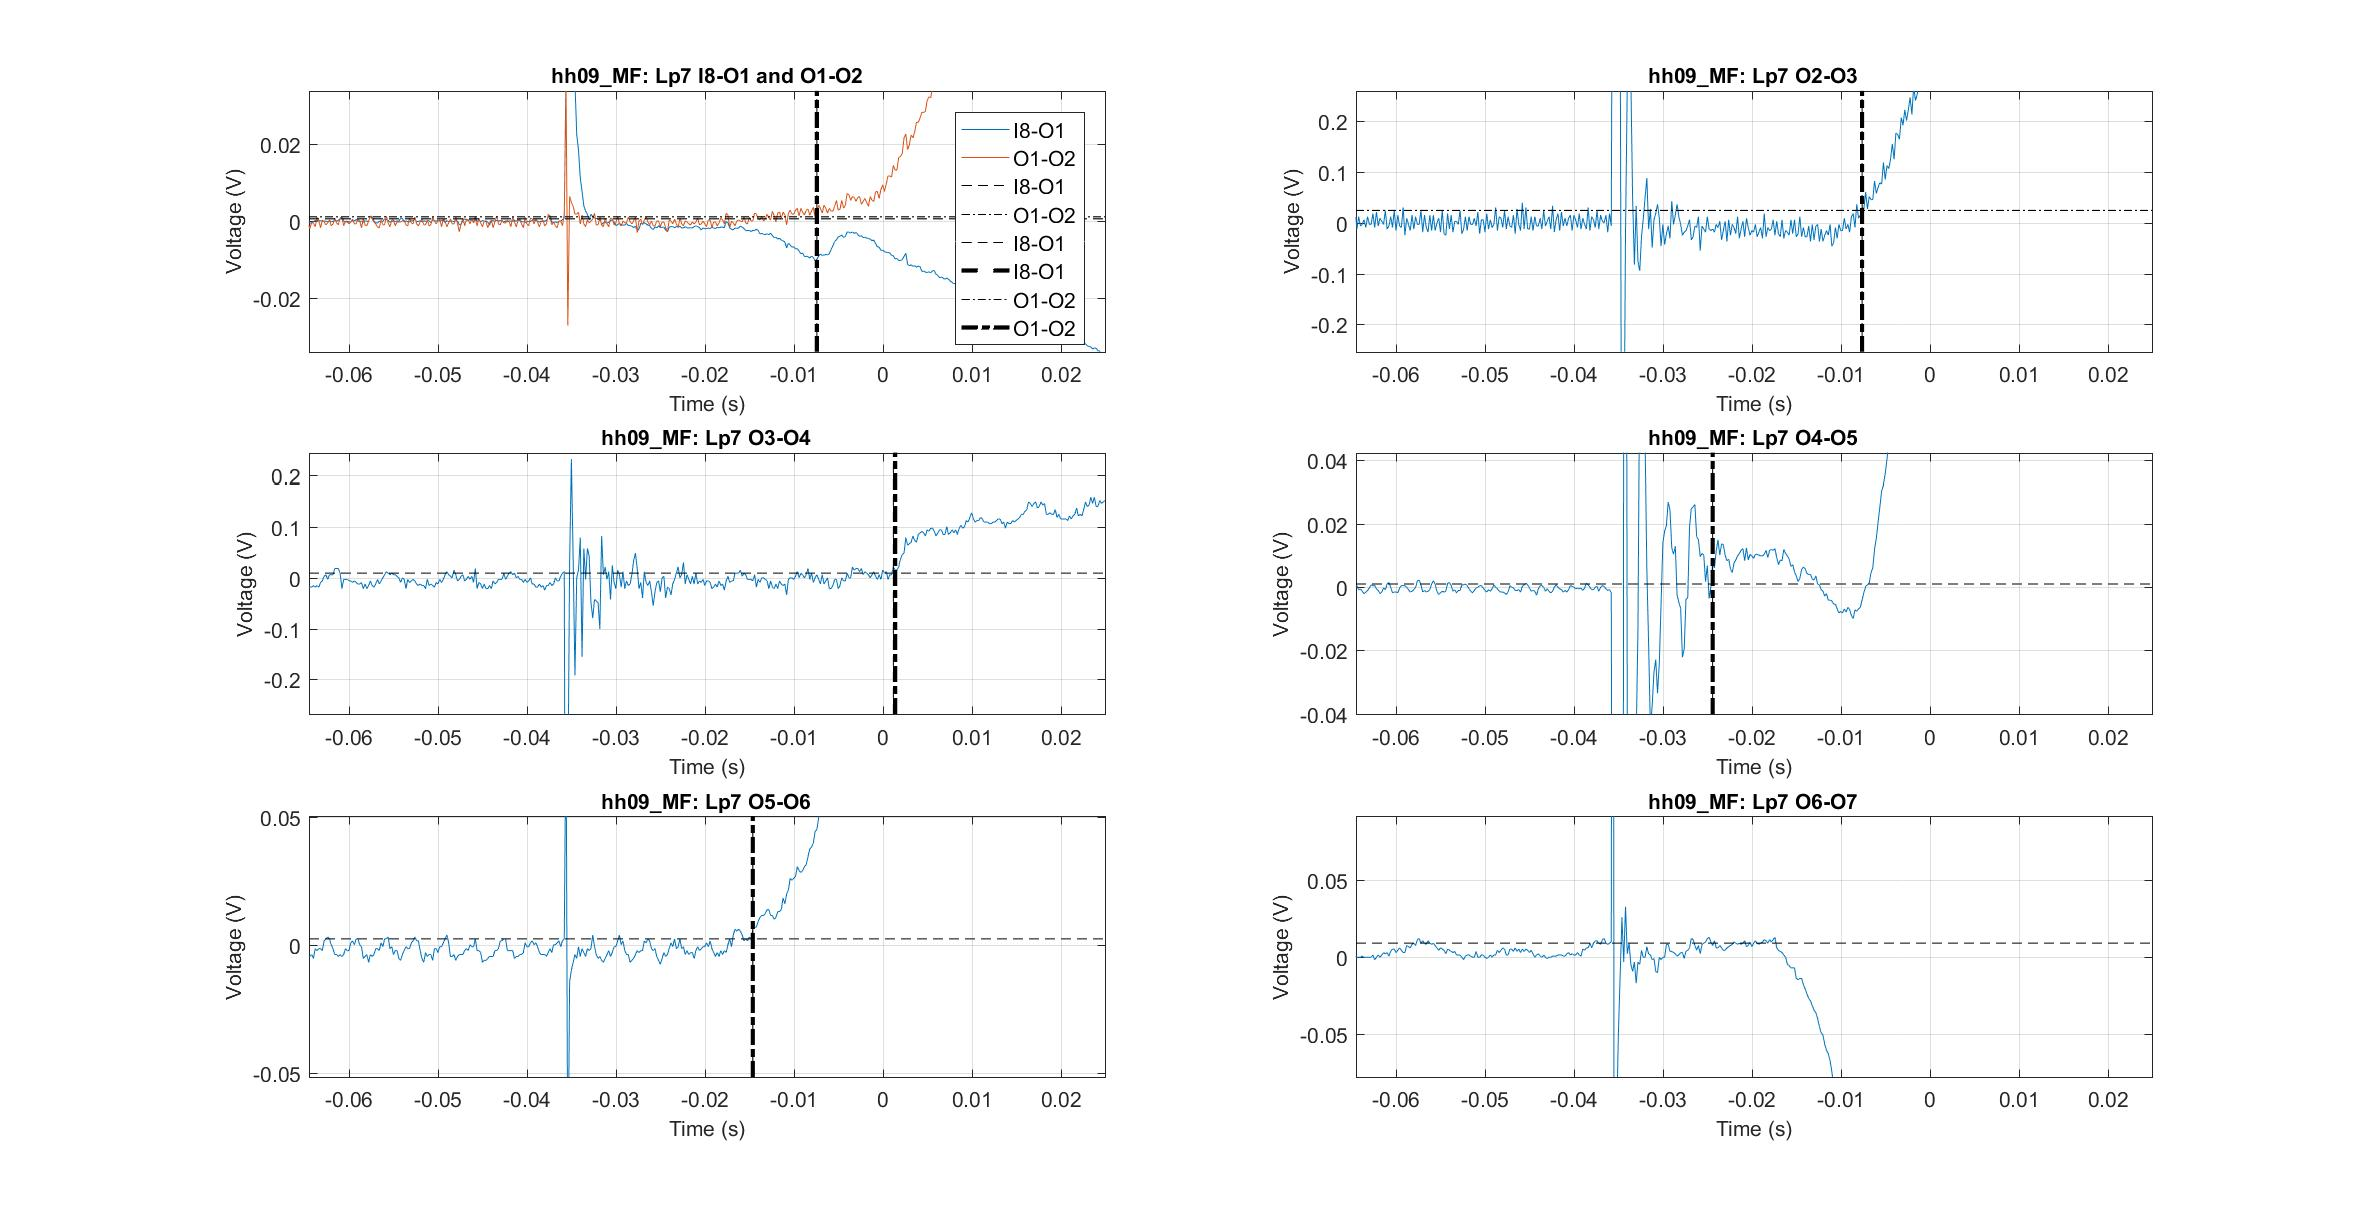 hh09_MF: Lp7 I8-O1 and O1-O2
0.02
0
-0.02
Voltage (V)
-0.06 -0.05 -0.04 -0.03 -0.02 -0.01 0 0.01 0.02
Time (s)
I8-O1
O1-O2
I8-O1
O1-O2
I8-O1
I8-O1
O1-O2
O1-O2
hh09_MF: Lp7 O2-O3
0.2
0.1
0
-0.1
-0.2
Voltage (V)
-0.06 -0.05 -0.04 -0.03 -0.02 -0.01 0 0.01 0.02
Time (s)
hh09_MF: Lp7 O3-O4
0.2
0.1
0
-0.1
-0.2
Voltage (V)
-0.06 -0.05 -0.04 -0.03 -0.02 -0.01 0 0.01 0.02
Time (s)
hh09_MF: Lp7 O4-O5
0.04
0.02
0
-0.02
-0.04
Voltage (V)
-0.06 -0.05 -0.04 -0.03 -0.02 -0.01 0 0.01 0.02
Time (s)
hh09_MF: Lp7 O5-O6
0.05
0
-0.05
Voltage (V)
-0.06 -0.05 -0.04 -0.03 -0.02 -0.01 0 0.01 0.02
Time (s)
hh09_MF: Lp7 O6-O7
0.05
0
-0.05
Voltage (V)
-0.06 -0.05 -0.04 -0.03 -0.02 -0.01 0 0.01 0.02
Time (s)